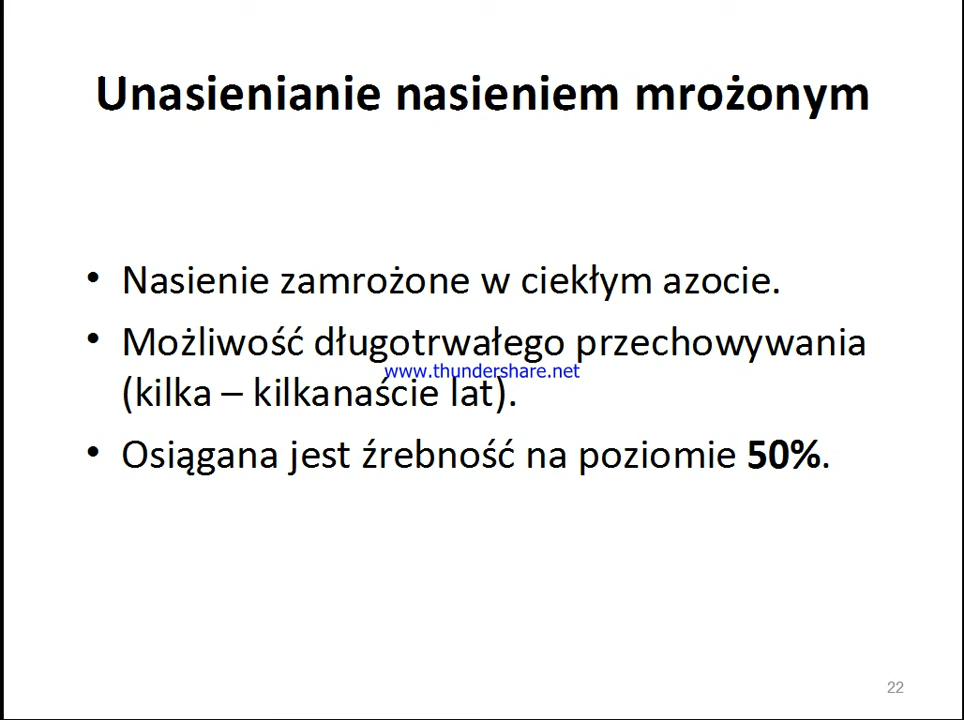 Unasienianie nasieniem mrożonym
• Nasienie zamrożone w ciekłym azocie.
• Możliwość długotrwałego przechowywania
www.thundershare.net
(kilka – kilkanaście lat).
• Osiągana jest źrebność na poziomie 50%.
22